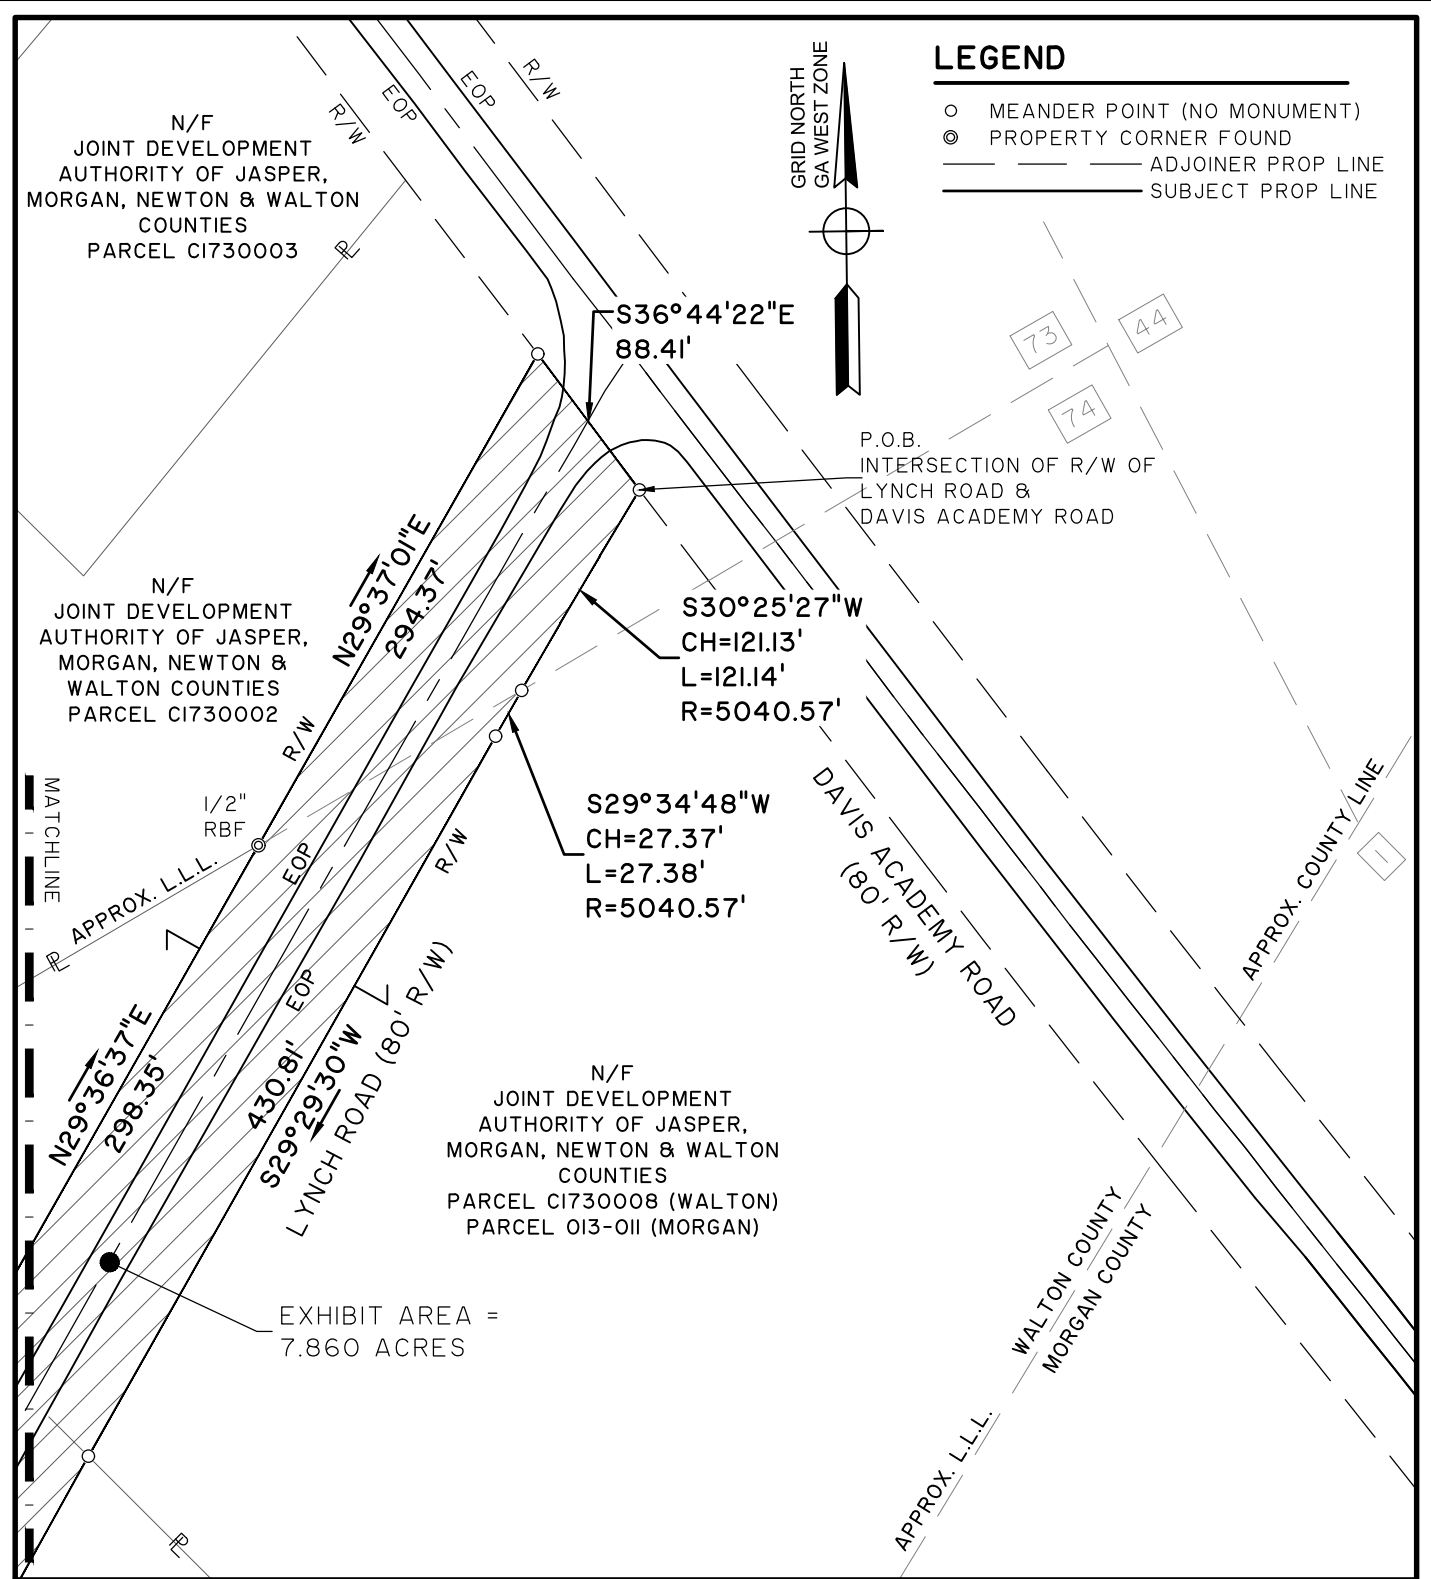 LEGEND
MEANDER POINT (NO MONUMENT)
PROPERTY CORNER FOUND
ADJOINER PROP LINE
SUBJECT PROP LINE
GRID NORTH
GA WEST ZONE
R/W
EOP
EOP
R/W
N/F
JOINT DEVELOPMENT
AUTHORITY OF JASPER,
MORGAN, NEWTON & WALTON
COUNTIES
PARCEL C1730003
PL
S36°44'22"E
88.41'
73
44
74
P.O.B.
INTERSECTION OF R/W OF
LYNCH ROAD &
DAVIS ACADEMY ROAD
N29°37'01"E
294.37'
N/F
JOINT DEVELOPMENT
AUTHORITY OF JASPER,
MORGAN, NEWTON &
WALTON COUNTIES
PARCEL C1730002
S30°25'27"W
CH=121.13'
L=121.14'
R=5040.57'
R/W
MATCHLINE
1/2"
RBF
S29°34'48"W
CH=27.37'
L=27.38'
R=5040.57'
DAVIS ACADEMY ROAD
(80' R/W)
APPROX. COUNTY LINE
1
EOP
R/W
APPROX. L.L.L.
PL
EOP
N29°36'37"E
298.35'
430.81'
S29°29'30"W
LYNCH ROAD (80' R/W)
N/F
JOINT DEVELOPMENT
AUTHORITY OF JASPER,
MORGAN, NEWTON & WALTON
COUNTIES
PARCEL C1730008 (WALTON)
PARCEL 013-011 (MORGAN)
WALTON COUNTY
MORGAN COUNTY
EXHIBIT AREA =
7.860 ACRES
APPROX. L.L.L.
PL